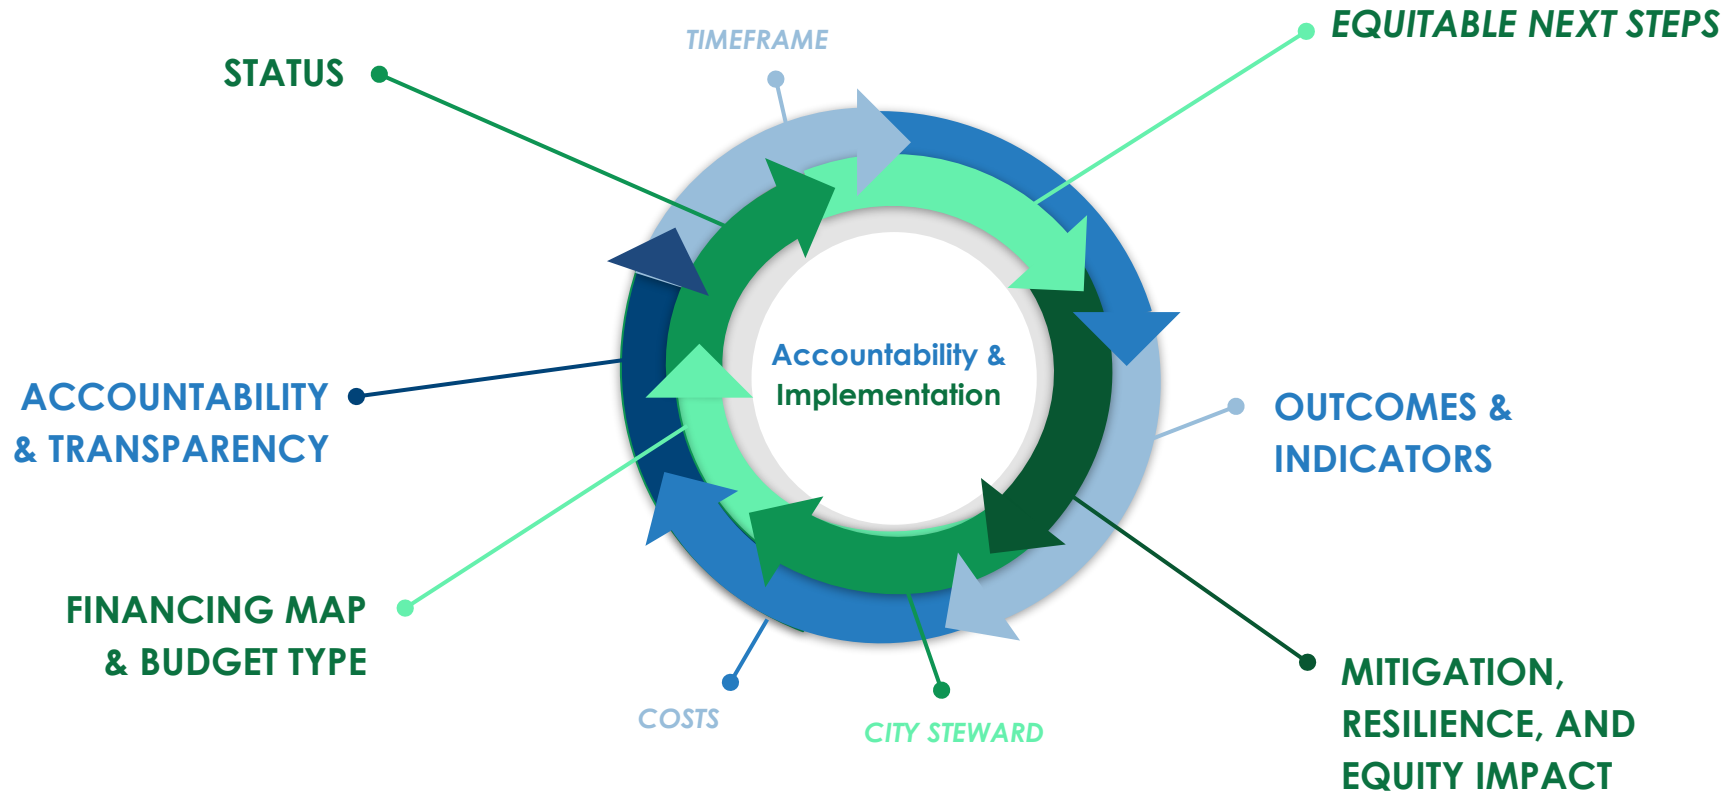 EQUITABLE NEXT STEPS
TIMEFRAME
STATUS
Accountability &
Implementation
ACCOUNTABILITY
& TRANSPARENCY
OUTCOMES &
INDICATORS
FINANCING MAP
& BUDGET TYPE
MITIGATION,
RESILIENCE, AND
EQUITY IMPACT
COSTS
CITY STEWARD